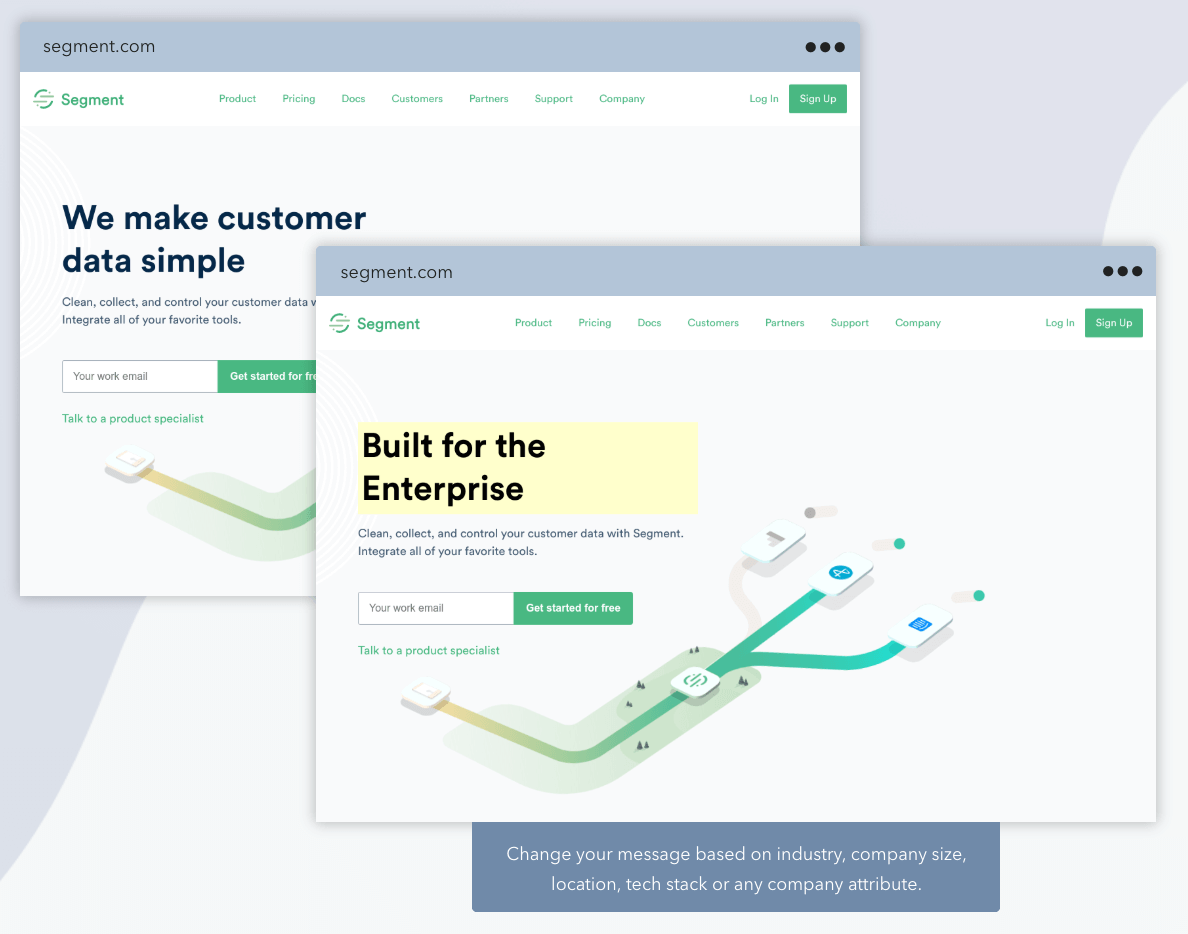 segment.com
Segment
Product Pricing Docs Customers Partners Support Company
Log In Sign Up
We make customer
data simple
Clean, collect, and control your customer data
Integrate all of your favorite tools.
Your work email Get started for
Talk to a product specialist
segment.com
Segment
Product Pricing Docs Customers Partners Support Company
Log In Sign Up
Built for the
Enterprise
Clean, collect, and control your customer data with Segment.
Integrate all of your favorite tools.
Your work email Get started for free
Talk to a product specialist
Change your message based on industry, company size,
location, tech stack or any company attribute.